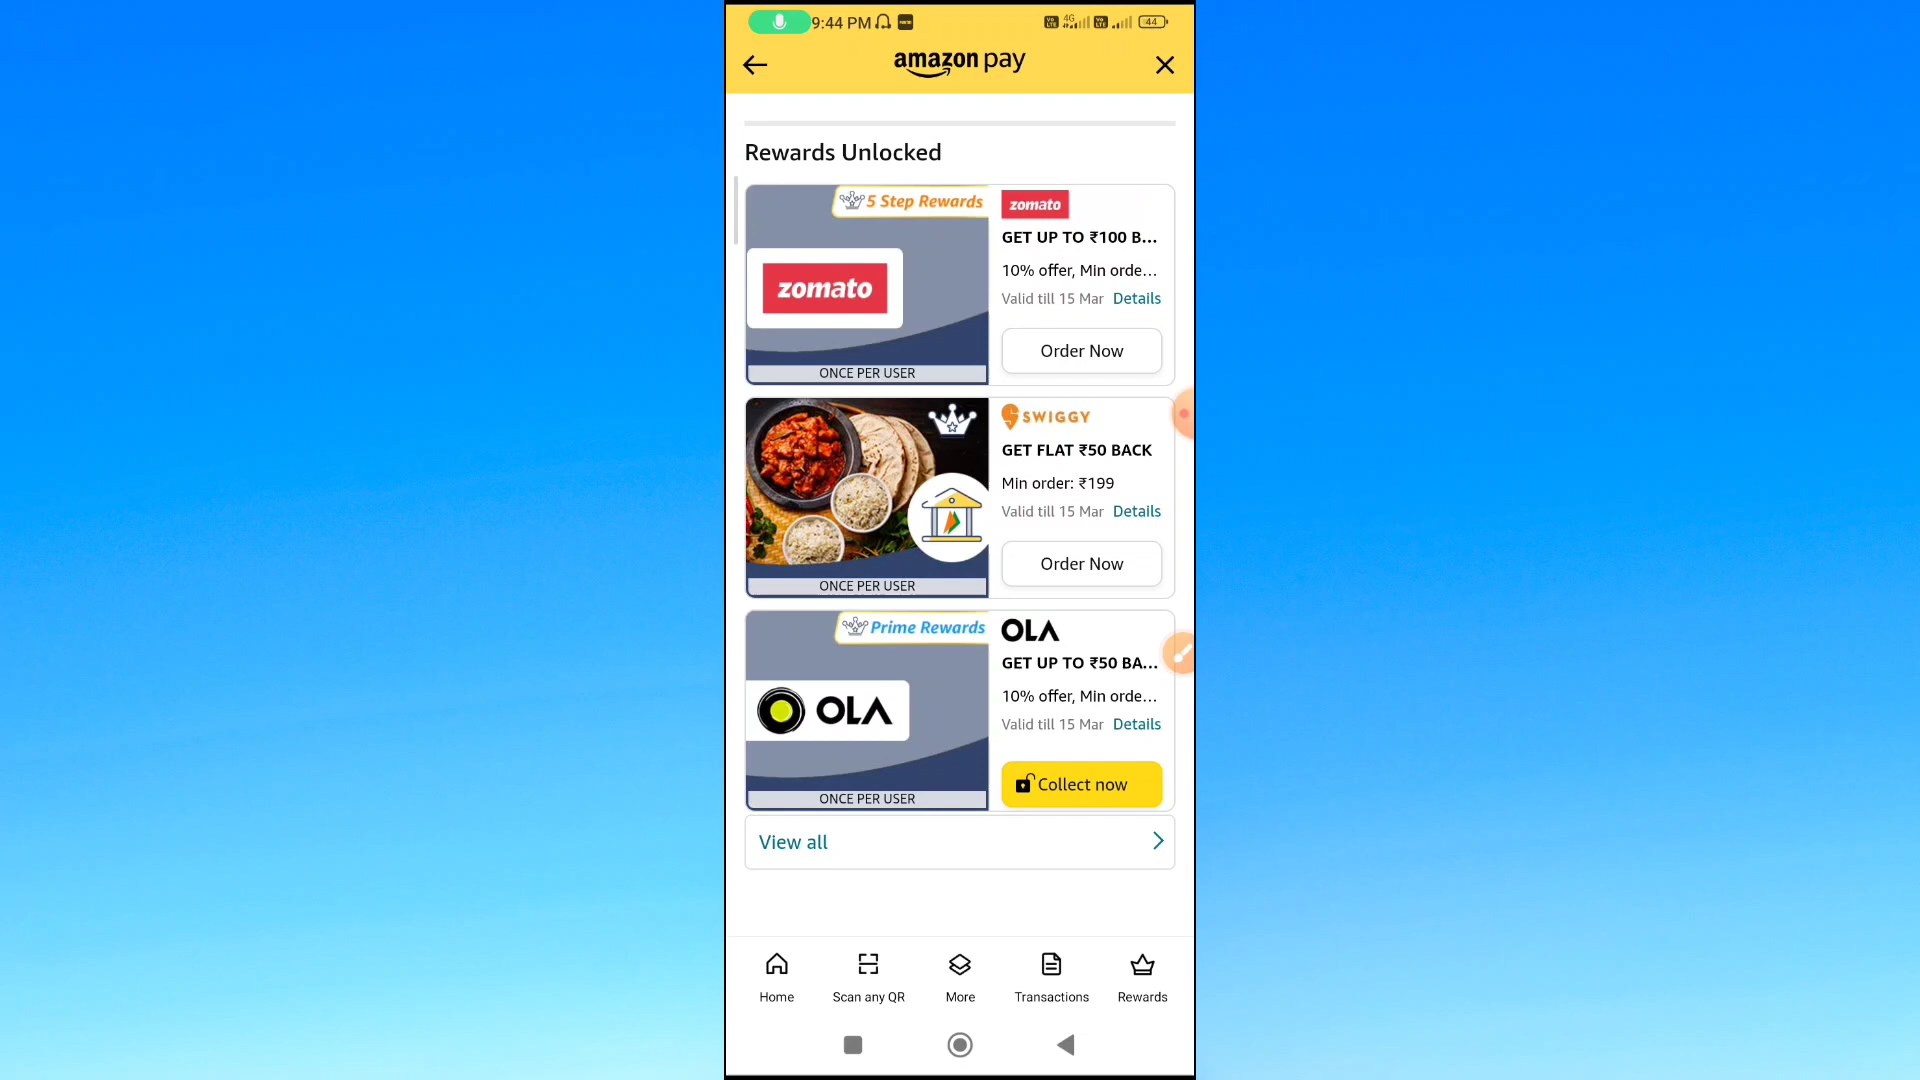 9:44 PM
4G
44
amazon pay
Rewards Unlocked
5 Step Rewards
zomato
ONCE PER USER
zomato
GET UP TO ₹100 B...
10% offer, Min orde...
Valid till 15 Mar Details
Order Now
ONCE PER USER
SWIGGY
GET FLAT ₹50 BACK
Min order: ₹199
Valid till 15 Mar Details
Order Now
Prime Rewards
OLA
ONCE PER USER
OLA
GET UP TO ₹50 BA...
10% offer, Min orde...
Valid till 15 Mar Details
Collect now
View all
Home
Scan any QR
More
Transactions
Rewards